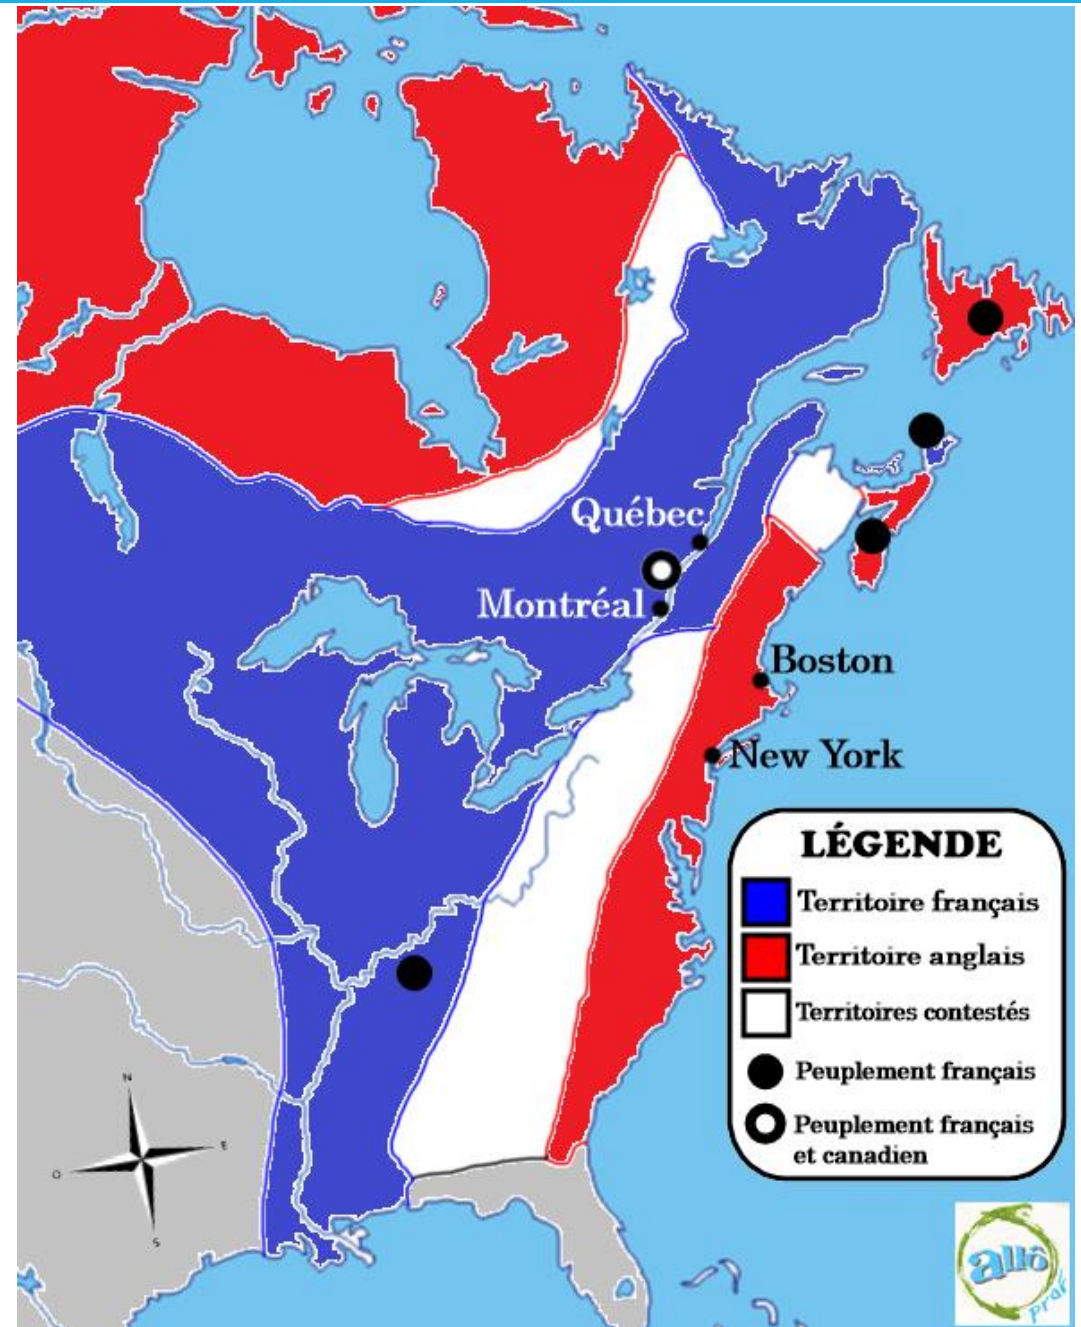 Québec
Montréal
Boston
New York
LÉGENDE
Territoire français
Territoire anglais
Territoires contestés
Peuplement français
Peuplement français
et canadien
N
O
E
S
allô
prof